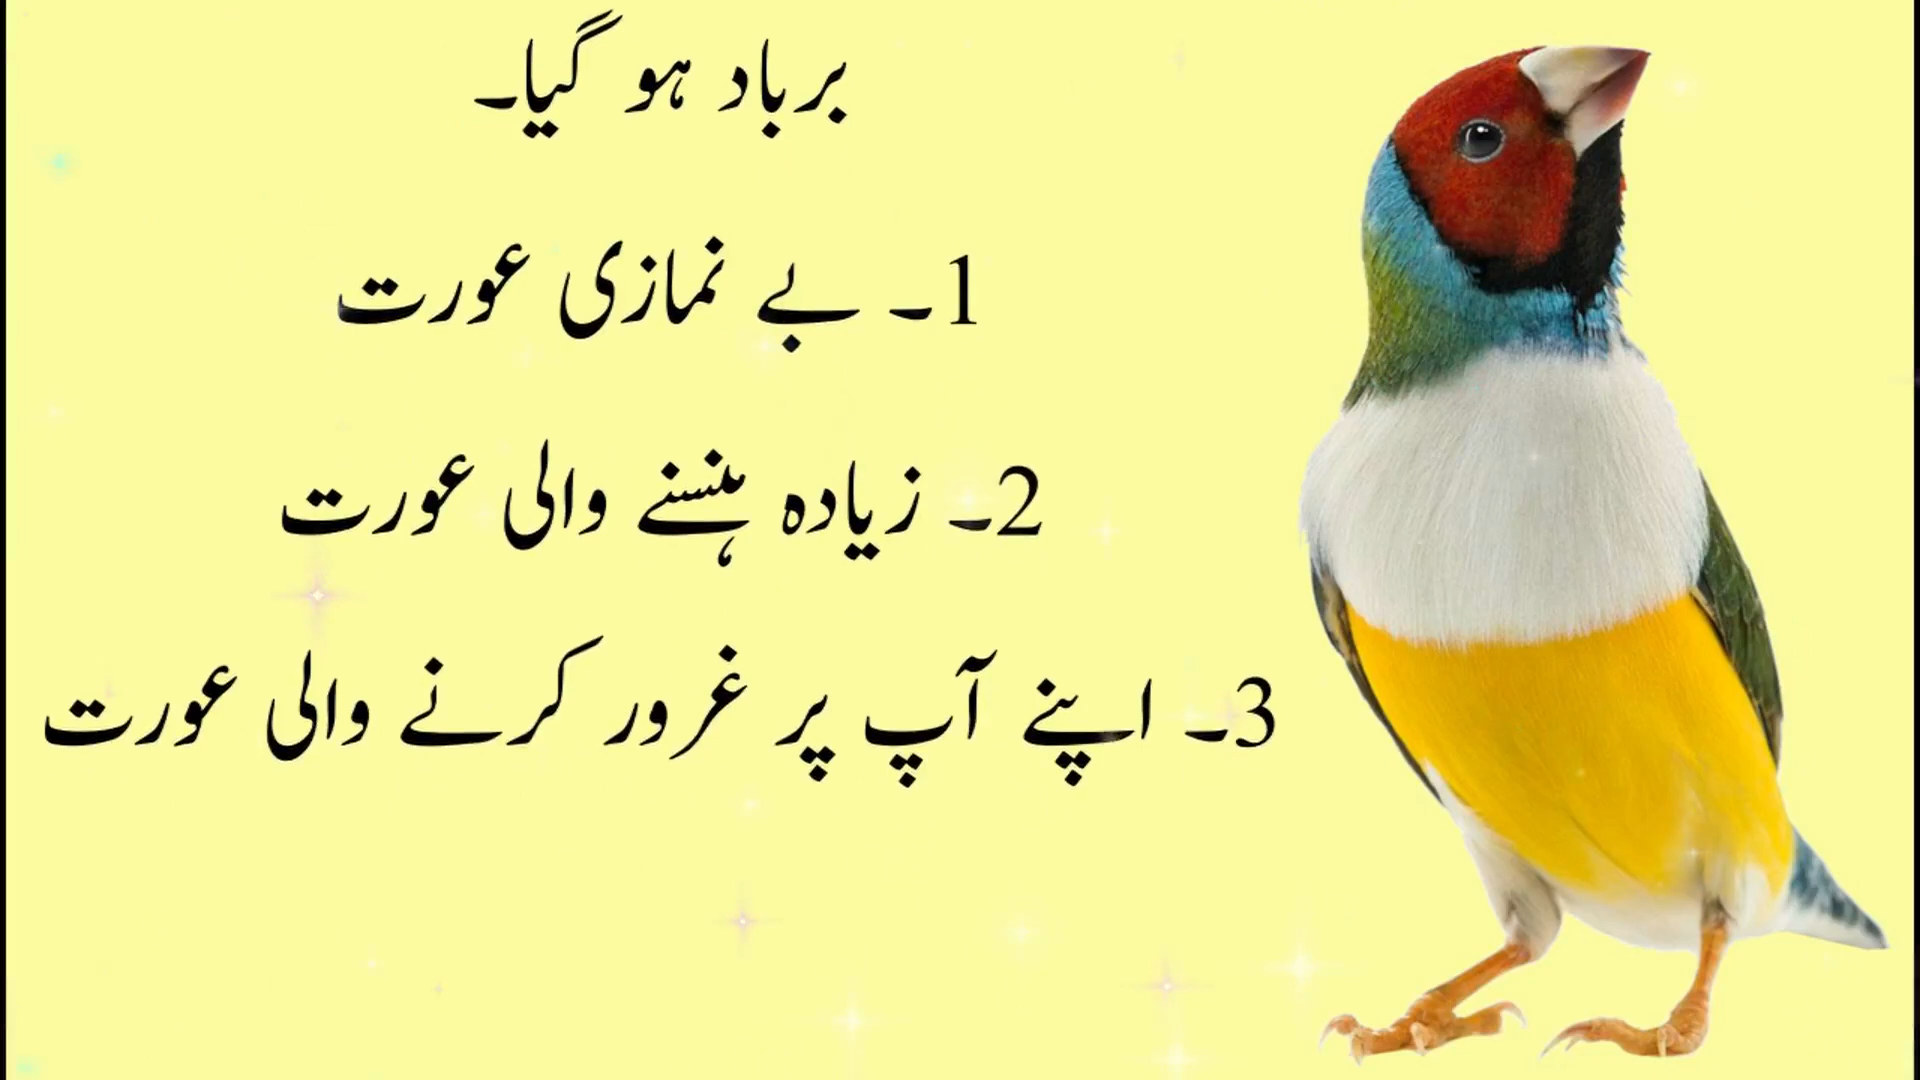 برباد ہو گیا۔
1۔ بے نمازی عورت
2۔ زیادہ ہنسنے والی عورت
3۔ اپنے آپ پر غرور کرنے والی عورت